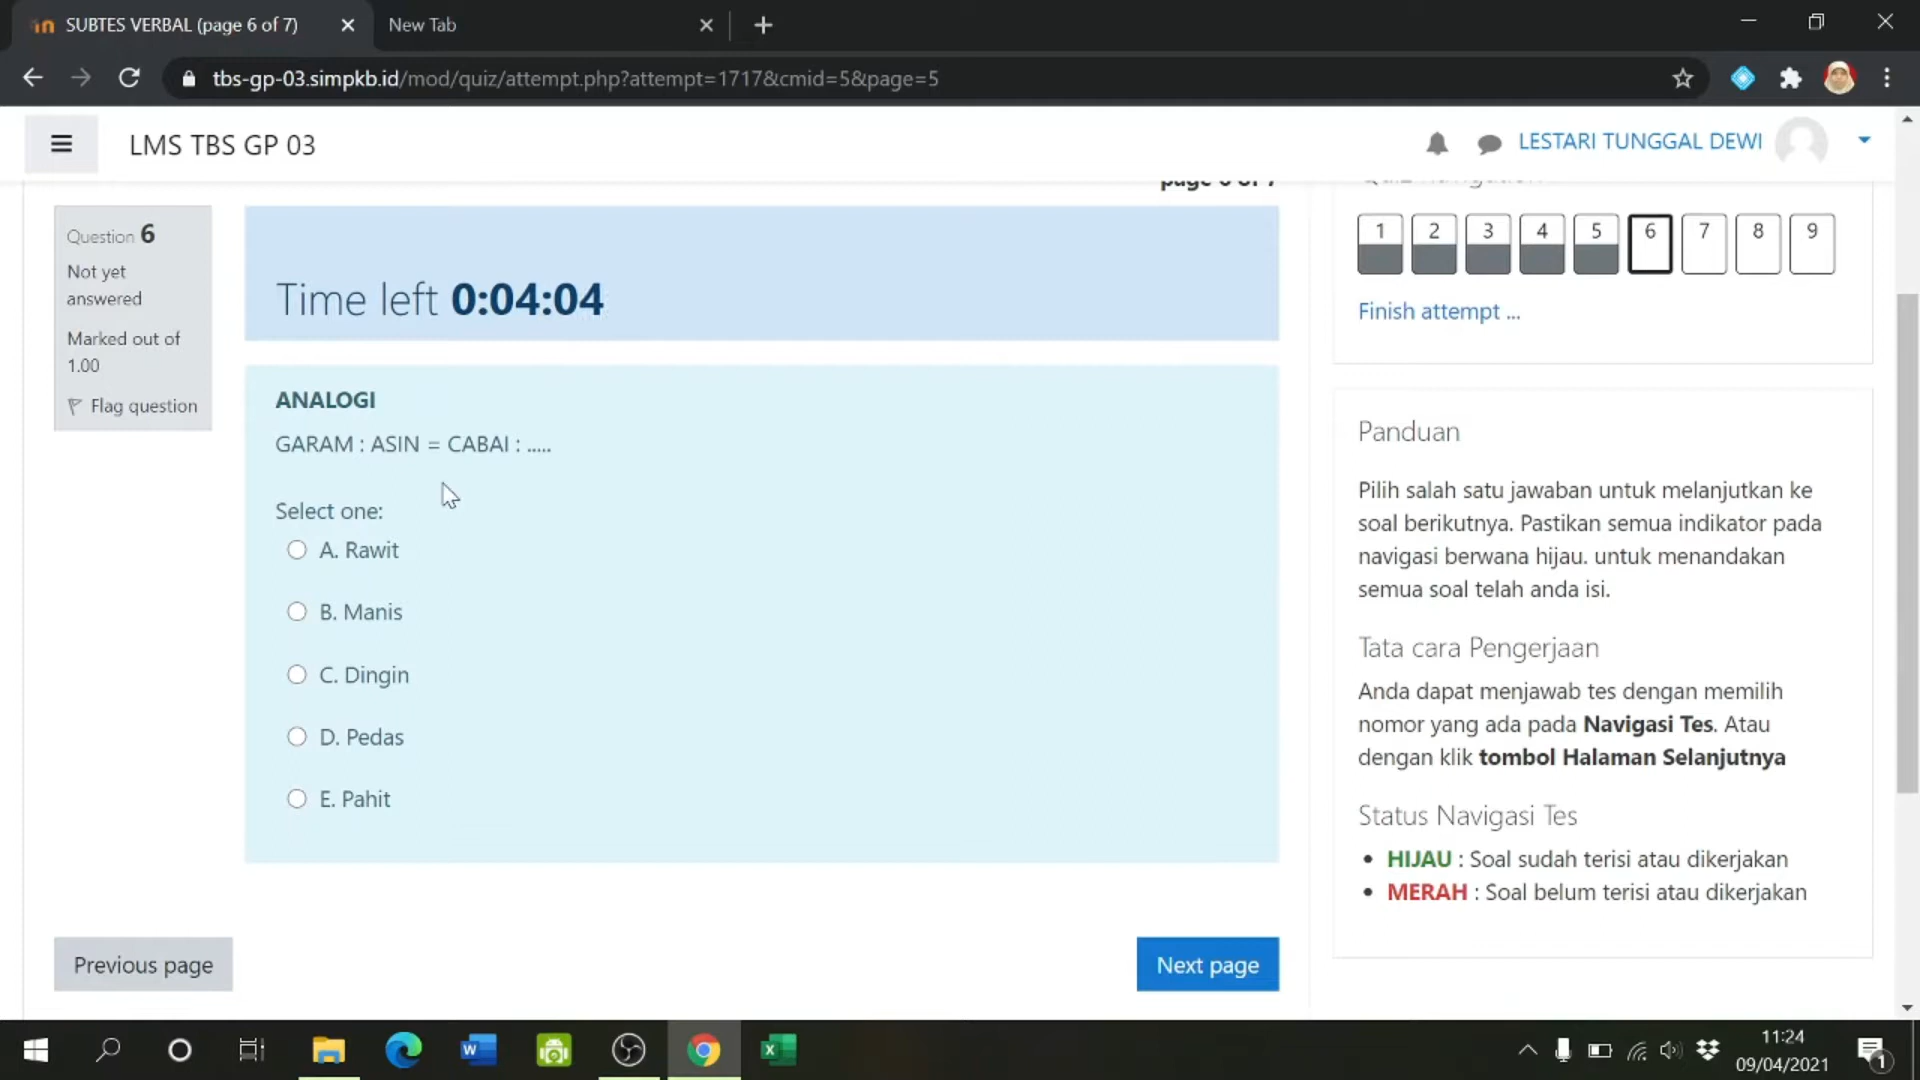 SUBTES VERBAL (page 6 of 7)
New Tab
tbs-gp-03.simpkb.id/mod/quiz/attempt.php?attempt=1717&cmid=5&page=5
LMS TBS GP 03
LESTARI TUNGGAL DEWI
page 6 of 7
Question 6
Not yet
answered
Marked out of
1.00
Flag question
Time left 0:04:04
ANALOGI
GARAM : ASIN = CABAI : .....
Select one:
A. Rawit
B. Manis
C. Dingin
D. Pedas
E. Pahit
Previous page
Next page
1 2 3 4 5 6 7 8 9
Finish attempt ...
Panduan
Pilih salah satu jawaban untuk melanjutkan ke
soal berikutnya. Pastikan semua indikator pada
navigasi berwana hijau. untuk menandakan
semua soal telah anda isi.
Tata cara Pengerjaan
Anda dapat menjawab tes dengan memilih
nomor yang ada pada Navigasi Tes. Atau
dengan klik tombol Halaman Selanjutnya
Status Navigasi Tes
HIJAU : Soal sudah terisi atau dikerjakan
MERAH : Soal belum terisi atau dikerjakan
11:24
09/04/2021
1